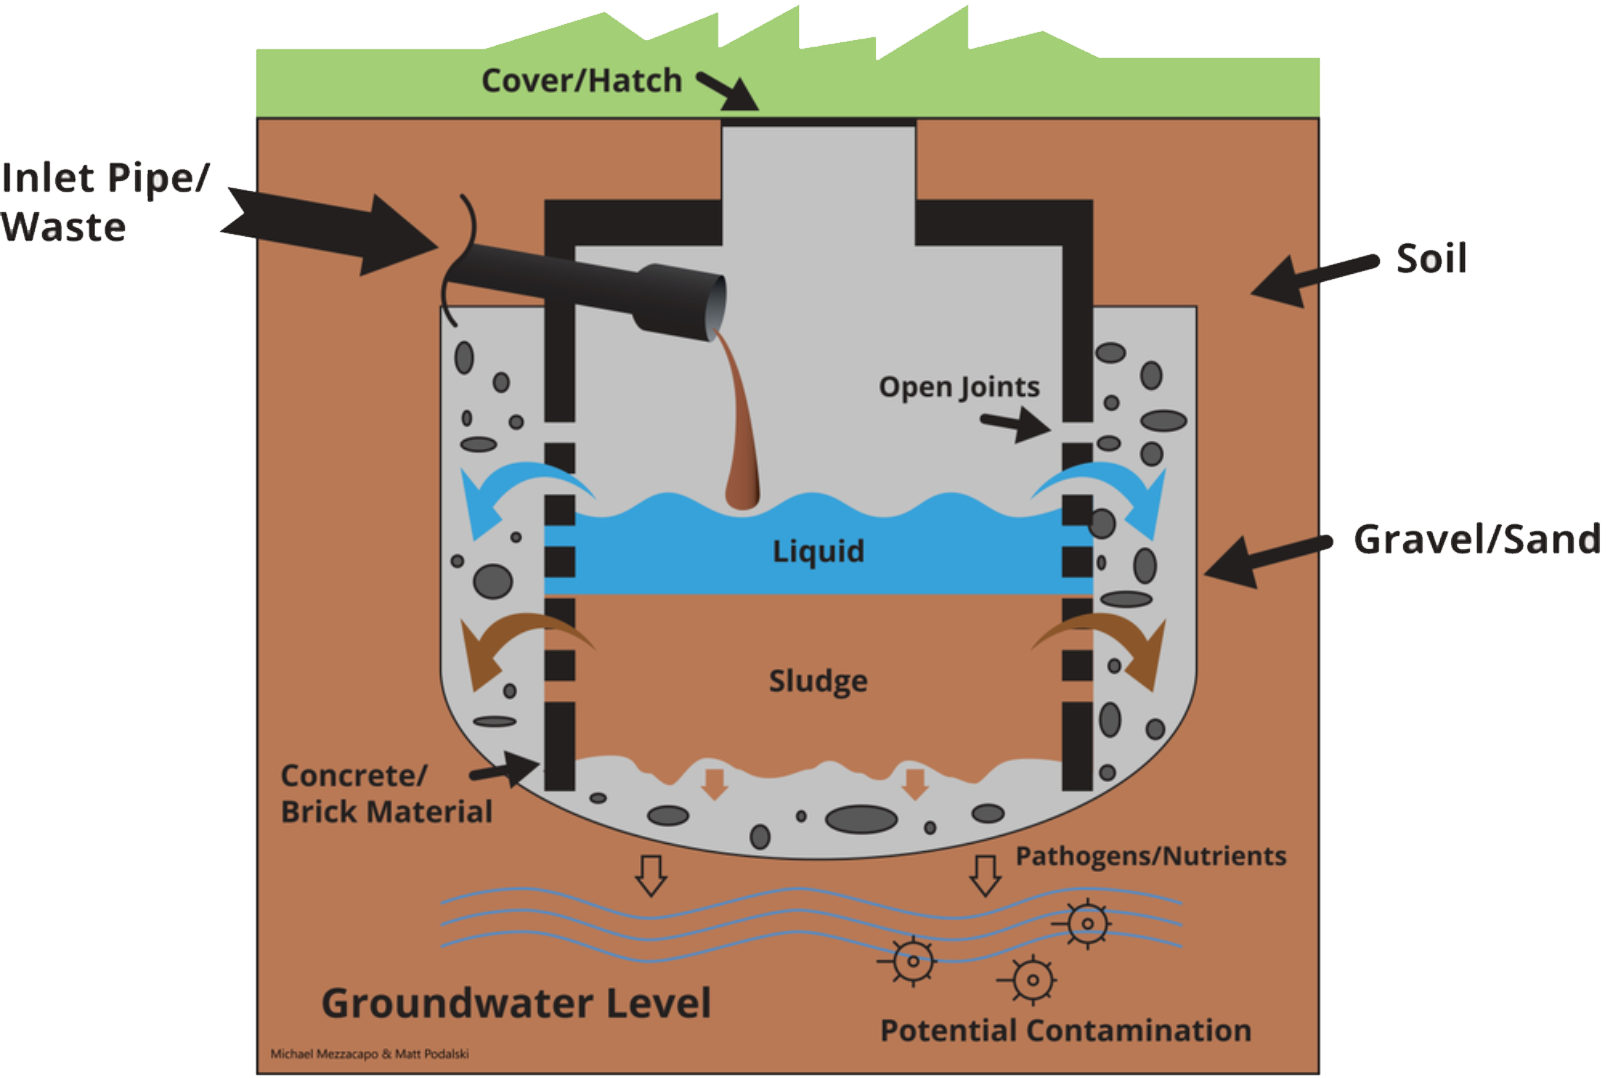 Cover/Hatch
Inlet Pipe/
Waste
Soil
Open Joints
Gravel/Sand
Liquid
Sludge
Concrete/
Brick Material
Pathogens/Nutrients
Groundwater Level
Potential Contamination
Michael Mezzacapo & Matt Podalski